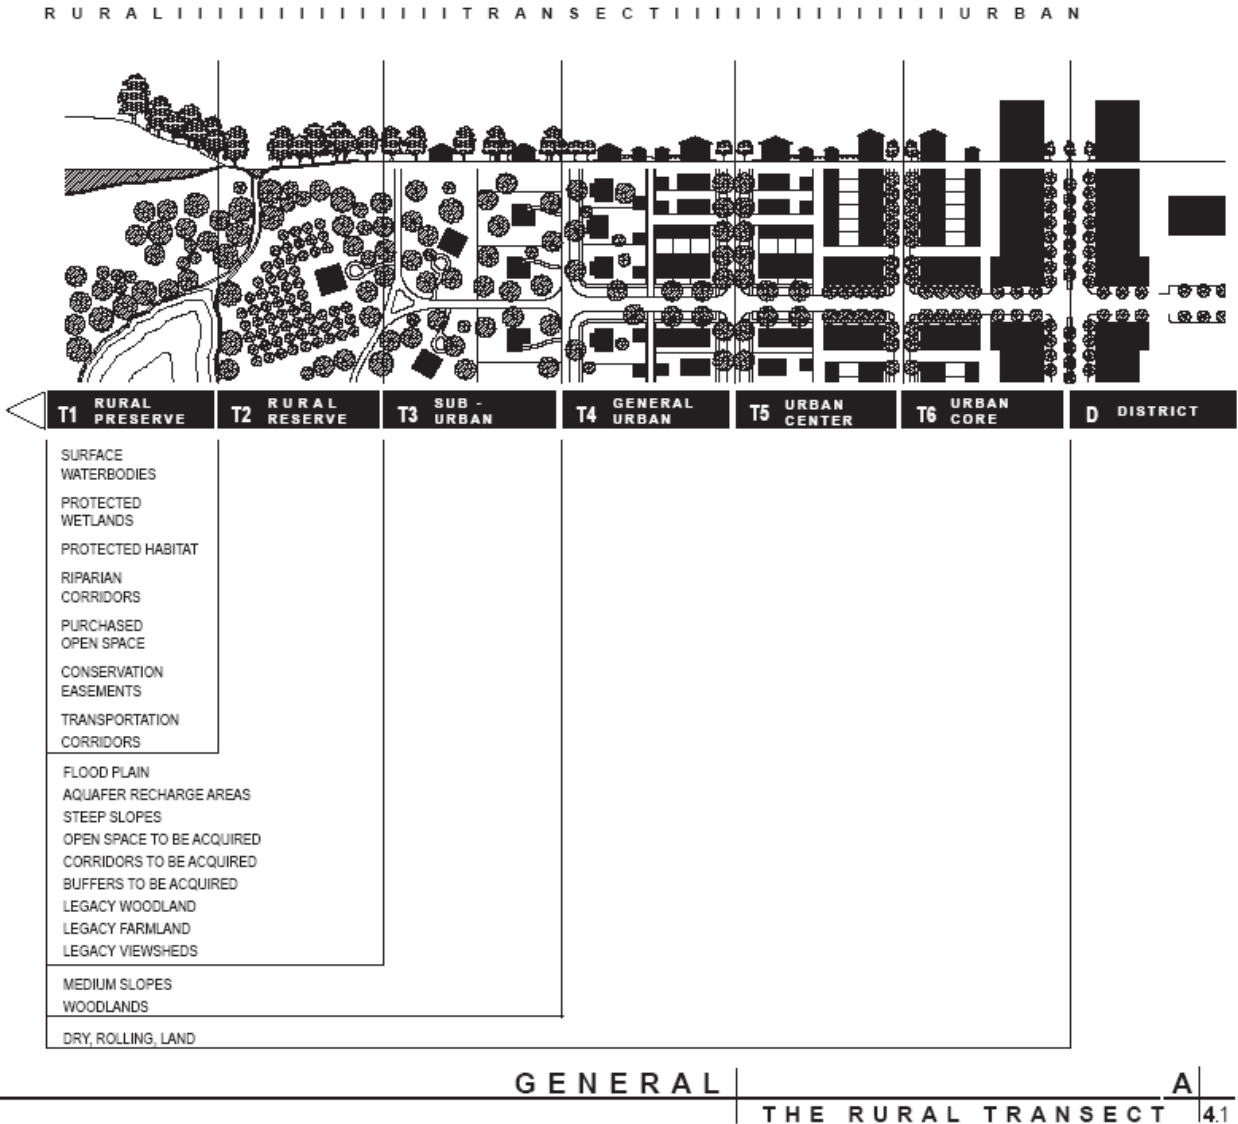 RURAL I I I I I I I I I I I I I I I TRANSECT I I I I I I I I I I I I I I I URBAN
T1 RURAL PRESERVE
T2 RURAL RESERVE
T3 SUB - URBAN
T4 GENERAL URBAN
T5 URBAN CENTER
T6 URBAN CORE
D DISTRICT
SURFACE
WATERBODIES
PROTECTED
WETLANDS
PROTECTED HABITAT
RIPARIAN
CORRIDORS
PURCHASED
OPEN SPACE
CONSERVATION
EASEMENTS
TRANSPORTATION
CORRIDORS
FLOOD PLAIN
AQUAFER RECHARGE AREAS
STEEP SLOPES
OPEN SPACE TO BE ACQUIRED
CORRIDORS TO BE ACQUIRED
BUFFERS TO BE ACQUIRED
LEGACY WOODLAND
LEGACY FARMLAND
LEGACY VIEWSHEDS
MEDIUM SLOPES
WOODLANDS
DRY, ROLLING, LAND
GENERAL A
THE RURAL TRANSECT 4.1